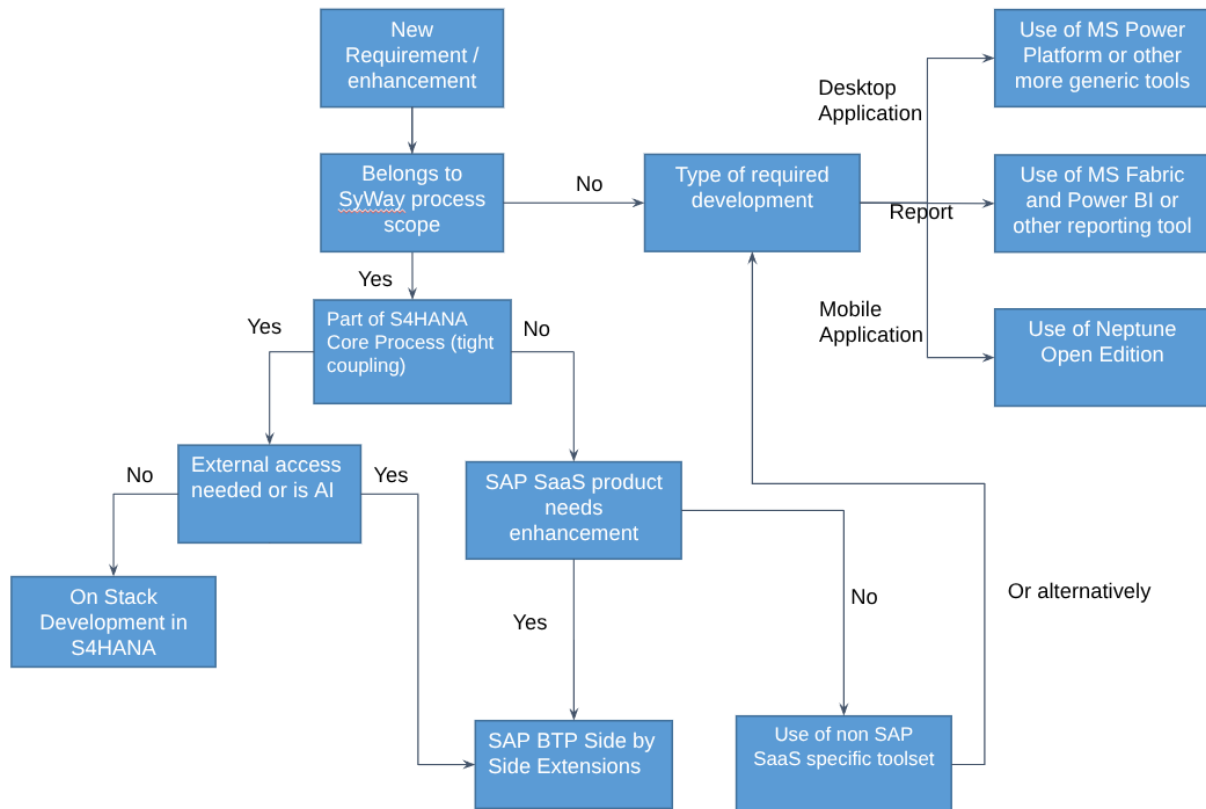 New
Requirement /
enhancement
Use of MS Power
Platform or other
more generic tools
Desktop
Application
Belongs to
SyWay process
scope
No
Type of required
development
Report
Use of MS Fabric
and Power BI or
other reporting tool
Yes
Part of S4HANA
Core Process (tight
coupling)
Yes
No
Mobile
Application
Use of Neptune
Open Edition
No
External access
needed or is AI
Yes
SAP SaaS product
needs
enhancement
On Stack
Development in
S4HANA
Yes
No
Or alternatively
SAP BTP Side by
Side Extensions
Use of non SAP
SaaS specific toolset